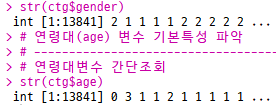 > str(ctg$gender)
 int [1:13841] 2 1 1 1 1 2 2 2 2 2 ...
> # 연령대(age) 변수 기본특성 파악
> # -----------------------------------
> # 연령대변수 간단조회
> str(ctg$age)
 int [1:13841] 0 3 1 1 2 1 1 1 1 1 ...